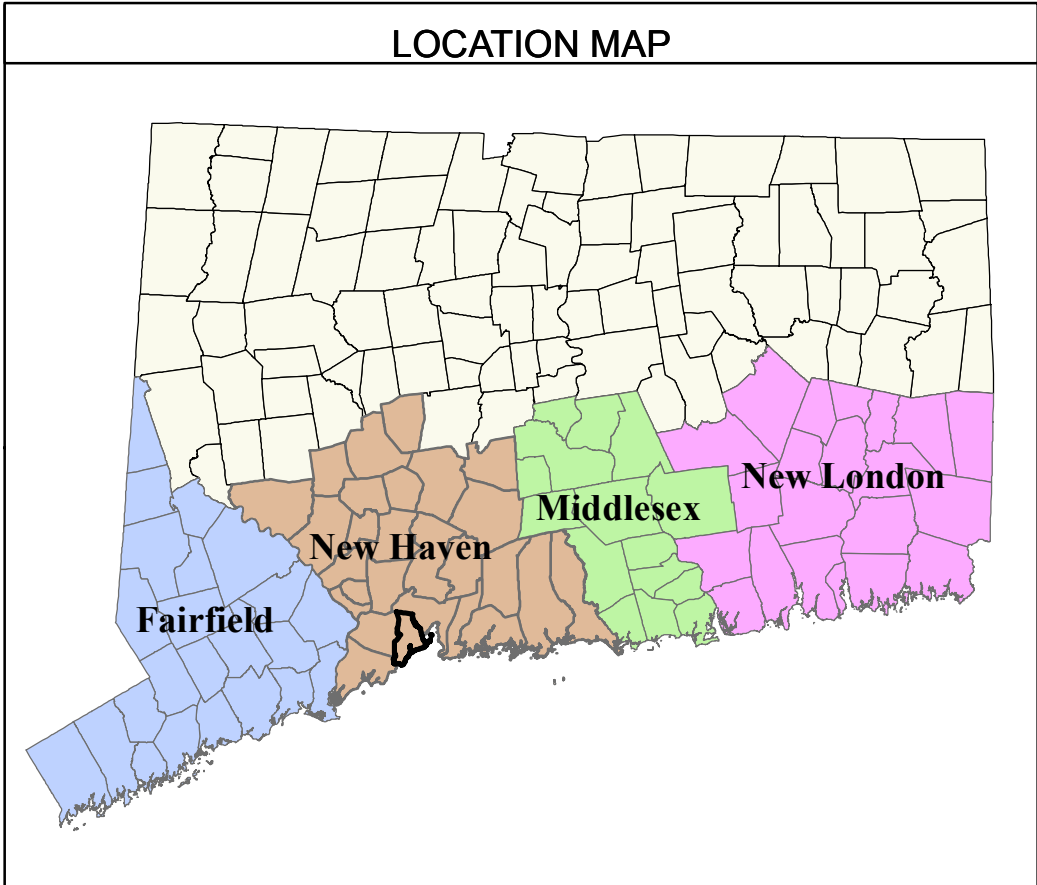 LOCATION MAP
New London
Middlesex
New Haven
Fairfield